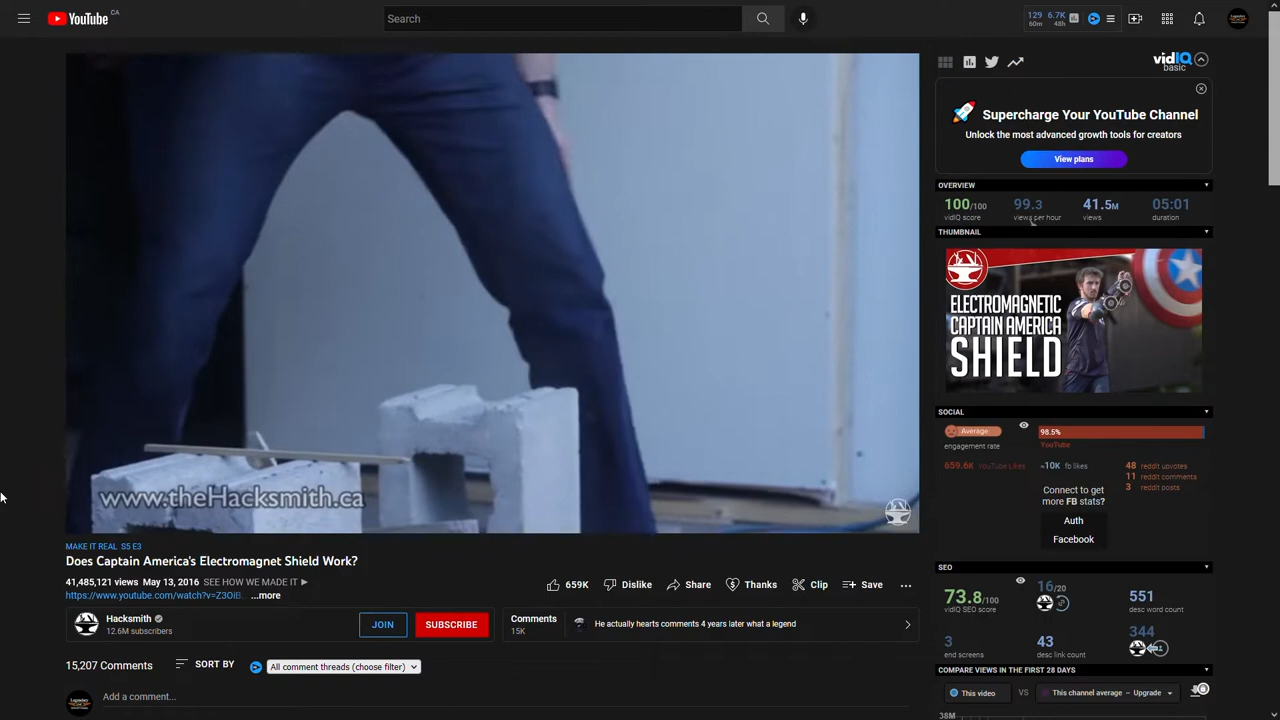 YouTube CA
Search
129 6.7K
60m 48h
www.theHacksmith.ca
MAKE IT REAL S5 E3
Does Captain America's Electromagnet Shield Work?
41,485,121 views May 13, 2016 SEE HOW WE MADE IT ►
659K Dislike Share Thanks Clip Save ...
https://www.youtube.com/watch?v=Z3OiB... ...more
Hacksmith
12.6M subscribers
JOIN SUBSCRIBE
Comments
15K
He actually hearts comments 4 years later what a legend
15,207 Comments SORT BY All comment threads (choose filter)
Add a comment...
vidIQ
basic
Supercharge Your YouTube Channel
Unlock the most advanced growth tools for creators
View plans
OVERVIEW
100/100 99.3 41.5M 05:01
vidIQ score views per hour views duration
THUMBNAIL
ELECTROMAGNETIC
CAPTAIN AMERICA
SHIELD
SOCIAL
Average 98.5%
engagement rate YouTube
659.6K YouTube Likes ≈10K fb likes 48 reddit upvotes
11 reddit comments
3 reddit posts
Connect to get
more FB stats?
Auth
Facebook
SEO
73.8/100 16/20 551
vidIQ SEO score desc word count
3 43 344
end screens desc link count
COMPARE VIEWS IN THE FIRST 28 DAYS
This video VS This channel average – Upgrade
38M